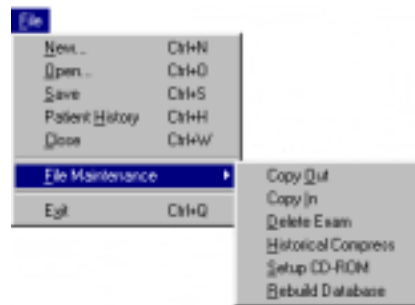 File
New... Ctrl+N
Open... Ctrl+O
Save Ctrl+S
Patient History Ctrl+H
Close Ctrl+W
File Maintenance
Exit Ctrl+Q
Copy Out
Copy In
Delete Exam
Historical Compress
Setup CD-ROM
Rebuild Database